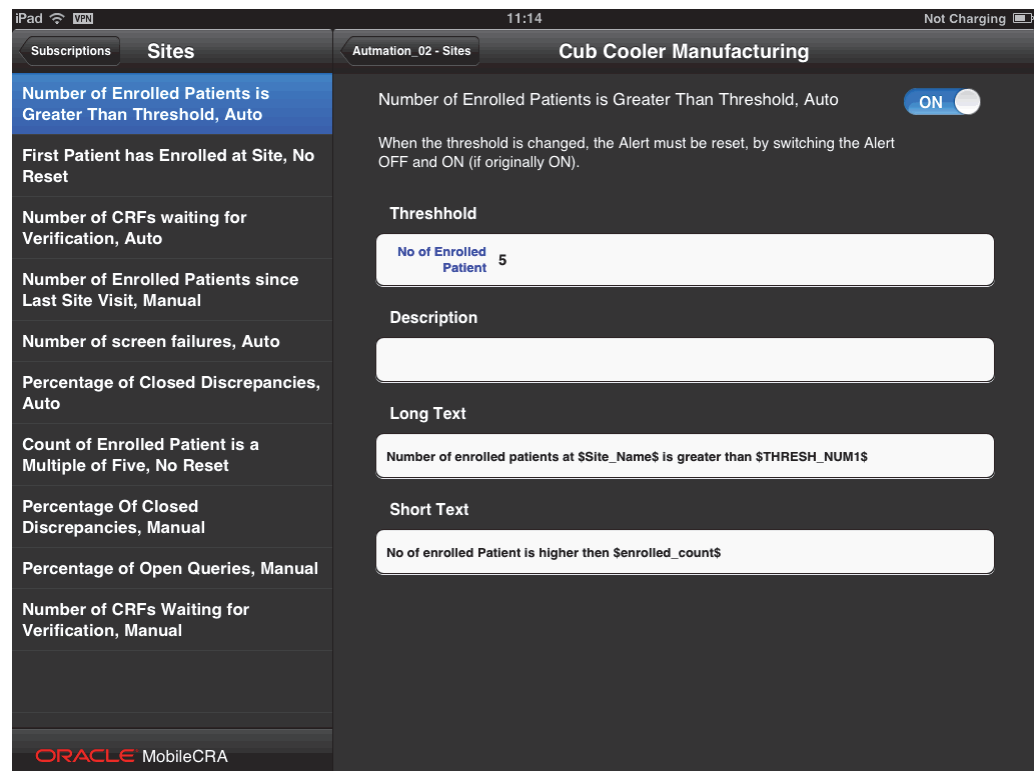 iPad VPN 11:14 Not Charging
Subscriptions Sites
Autmation_02 - Sites Cub Cooler Manufacturing
Number of Enrolled Patients is
Greater Than Threshold, Auto
First Patient has Enrolled at Site, No
Reset
Number of CRFs waiting for
Verification, Auto
Number of Enrolled Patients since
Last Site Visit, Manual
Number of screen failures, Auto
Percentage of Closed Discrepancies,
Auto
Count of Enrolled Patient is a
Multiple of Five, No Reset
Percentage Of Closed
Discrepancies, Manual
Percentage of Open Queries, Manual
Number of CRFs Waiting for
Verification, Manual
ORACLE MobileCRA
Number of Enrolled Patients is Greater Than Threshold, Auto ON
When the threshold is changed, the Alert must be reset, by switching the Alert
OFF and ON (if originally ON).
Threshhold
No of Enrolled
Patient 5
Description
Long Text
Number of enrolled patients at $Site_Name$ is greater than $THRESH_NUM1$
Short Text
No of enrolled Patient is higher then $enrolled_count$